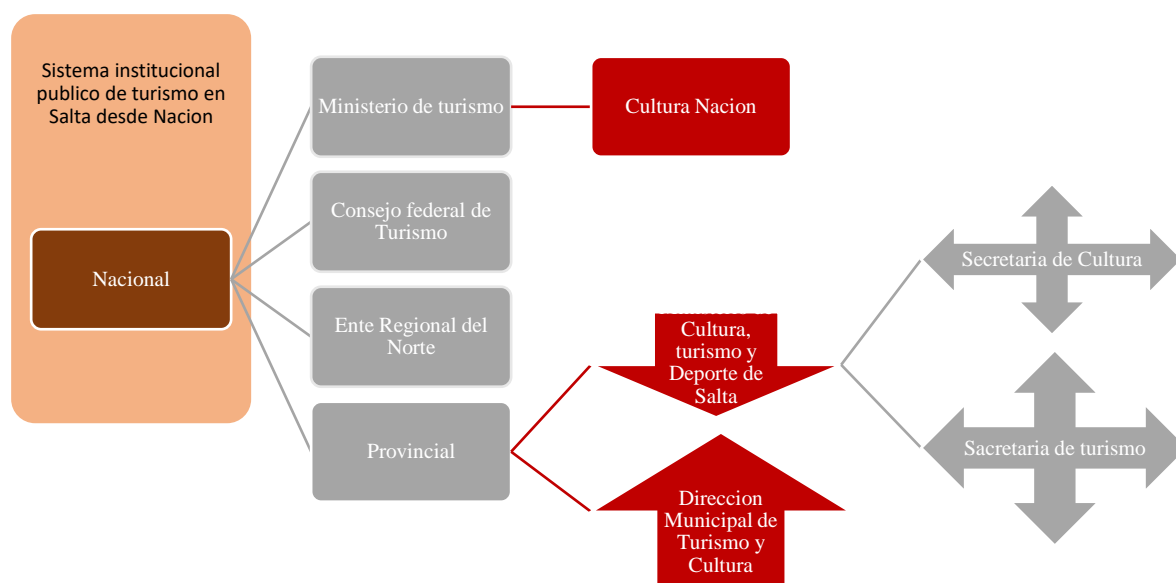 Sistema institucional
publico de turismo en
Salta desde Nacion
Nacional
Ministerio de turismo
Consejo federal de
Turismo
Ente Regional del
Norte
Provincial
Cultura Nacion
Cultura,
turismo y
Deporte de
Salta
Direccion
Municipal de
Turismo y
Cultura
Secretaria de Cultura
Sacretaria de turismo